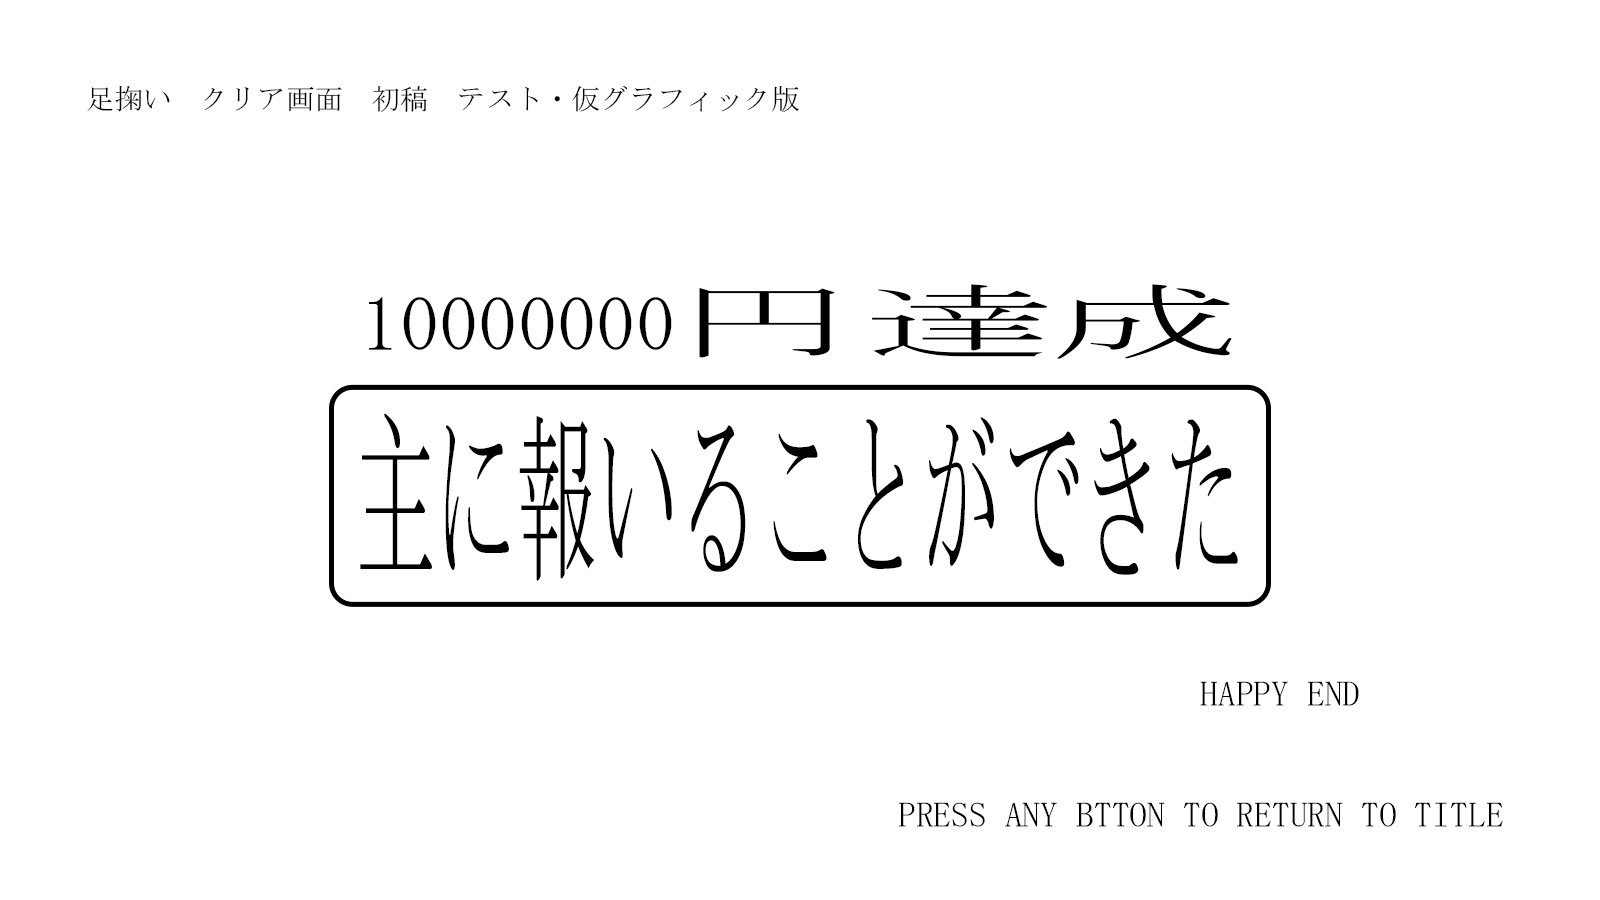 足掬い　クリア画面　初稿　テスト・仮グラフィック版
10000000円達成
主に報いることができた
HAPPY END
PRESS ANY BTTON TO RETURN TO TITLE